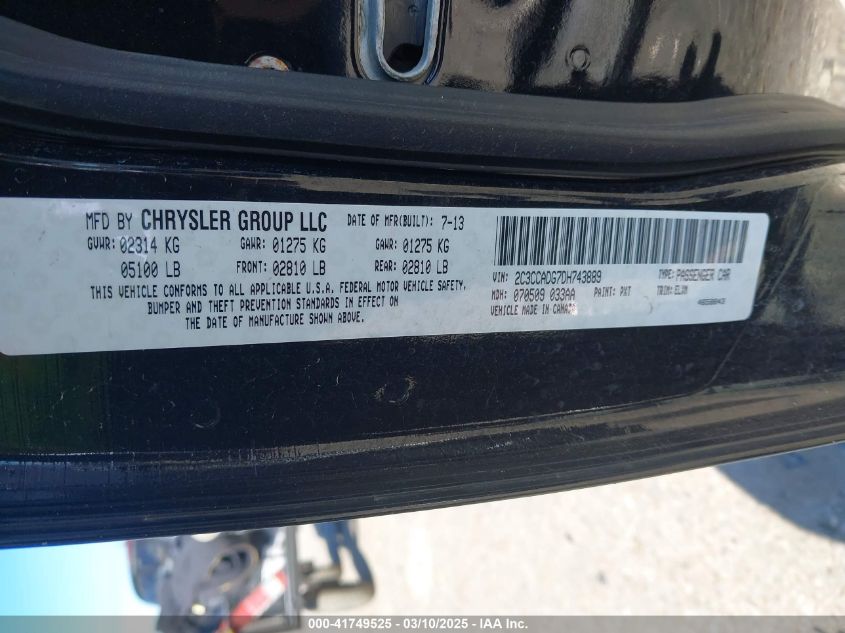 MFD BY CHRYSLER GROUP LLC DATE OF MFR(BUILT): 7-13
GVWR: 02314 KG GAWR: 01275 KG GAWR: 01275 KG
05100 LB FRONT: 02810 LB REAR: 02810 LB
THIS VEHICLE CONFORMS TO ALL APPLICABLE U.S.A. FEDERAL MOTOR VEHICLE SAFETY,
BUMPER AND THEFT PREVENTION STANDARDS IN EFFECT ON
THE DATE OF MANUFACTURE SHOWN ABOVE.
VIN: 2C3CCADG7DH743889 TYPE: PASSENGER CAR
MDH: 070509 033AA PAINT: TRIM:
VEHICLE MADE IN CANADA
000-41749525 - 03/10/2025 - IAA Inc.